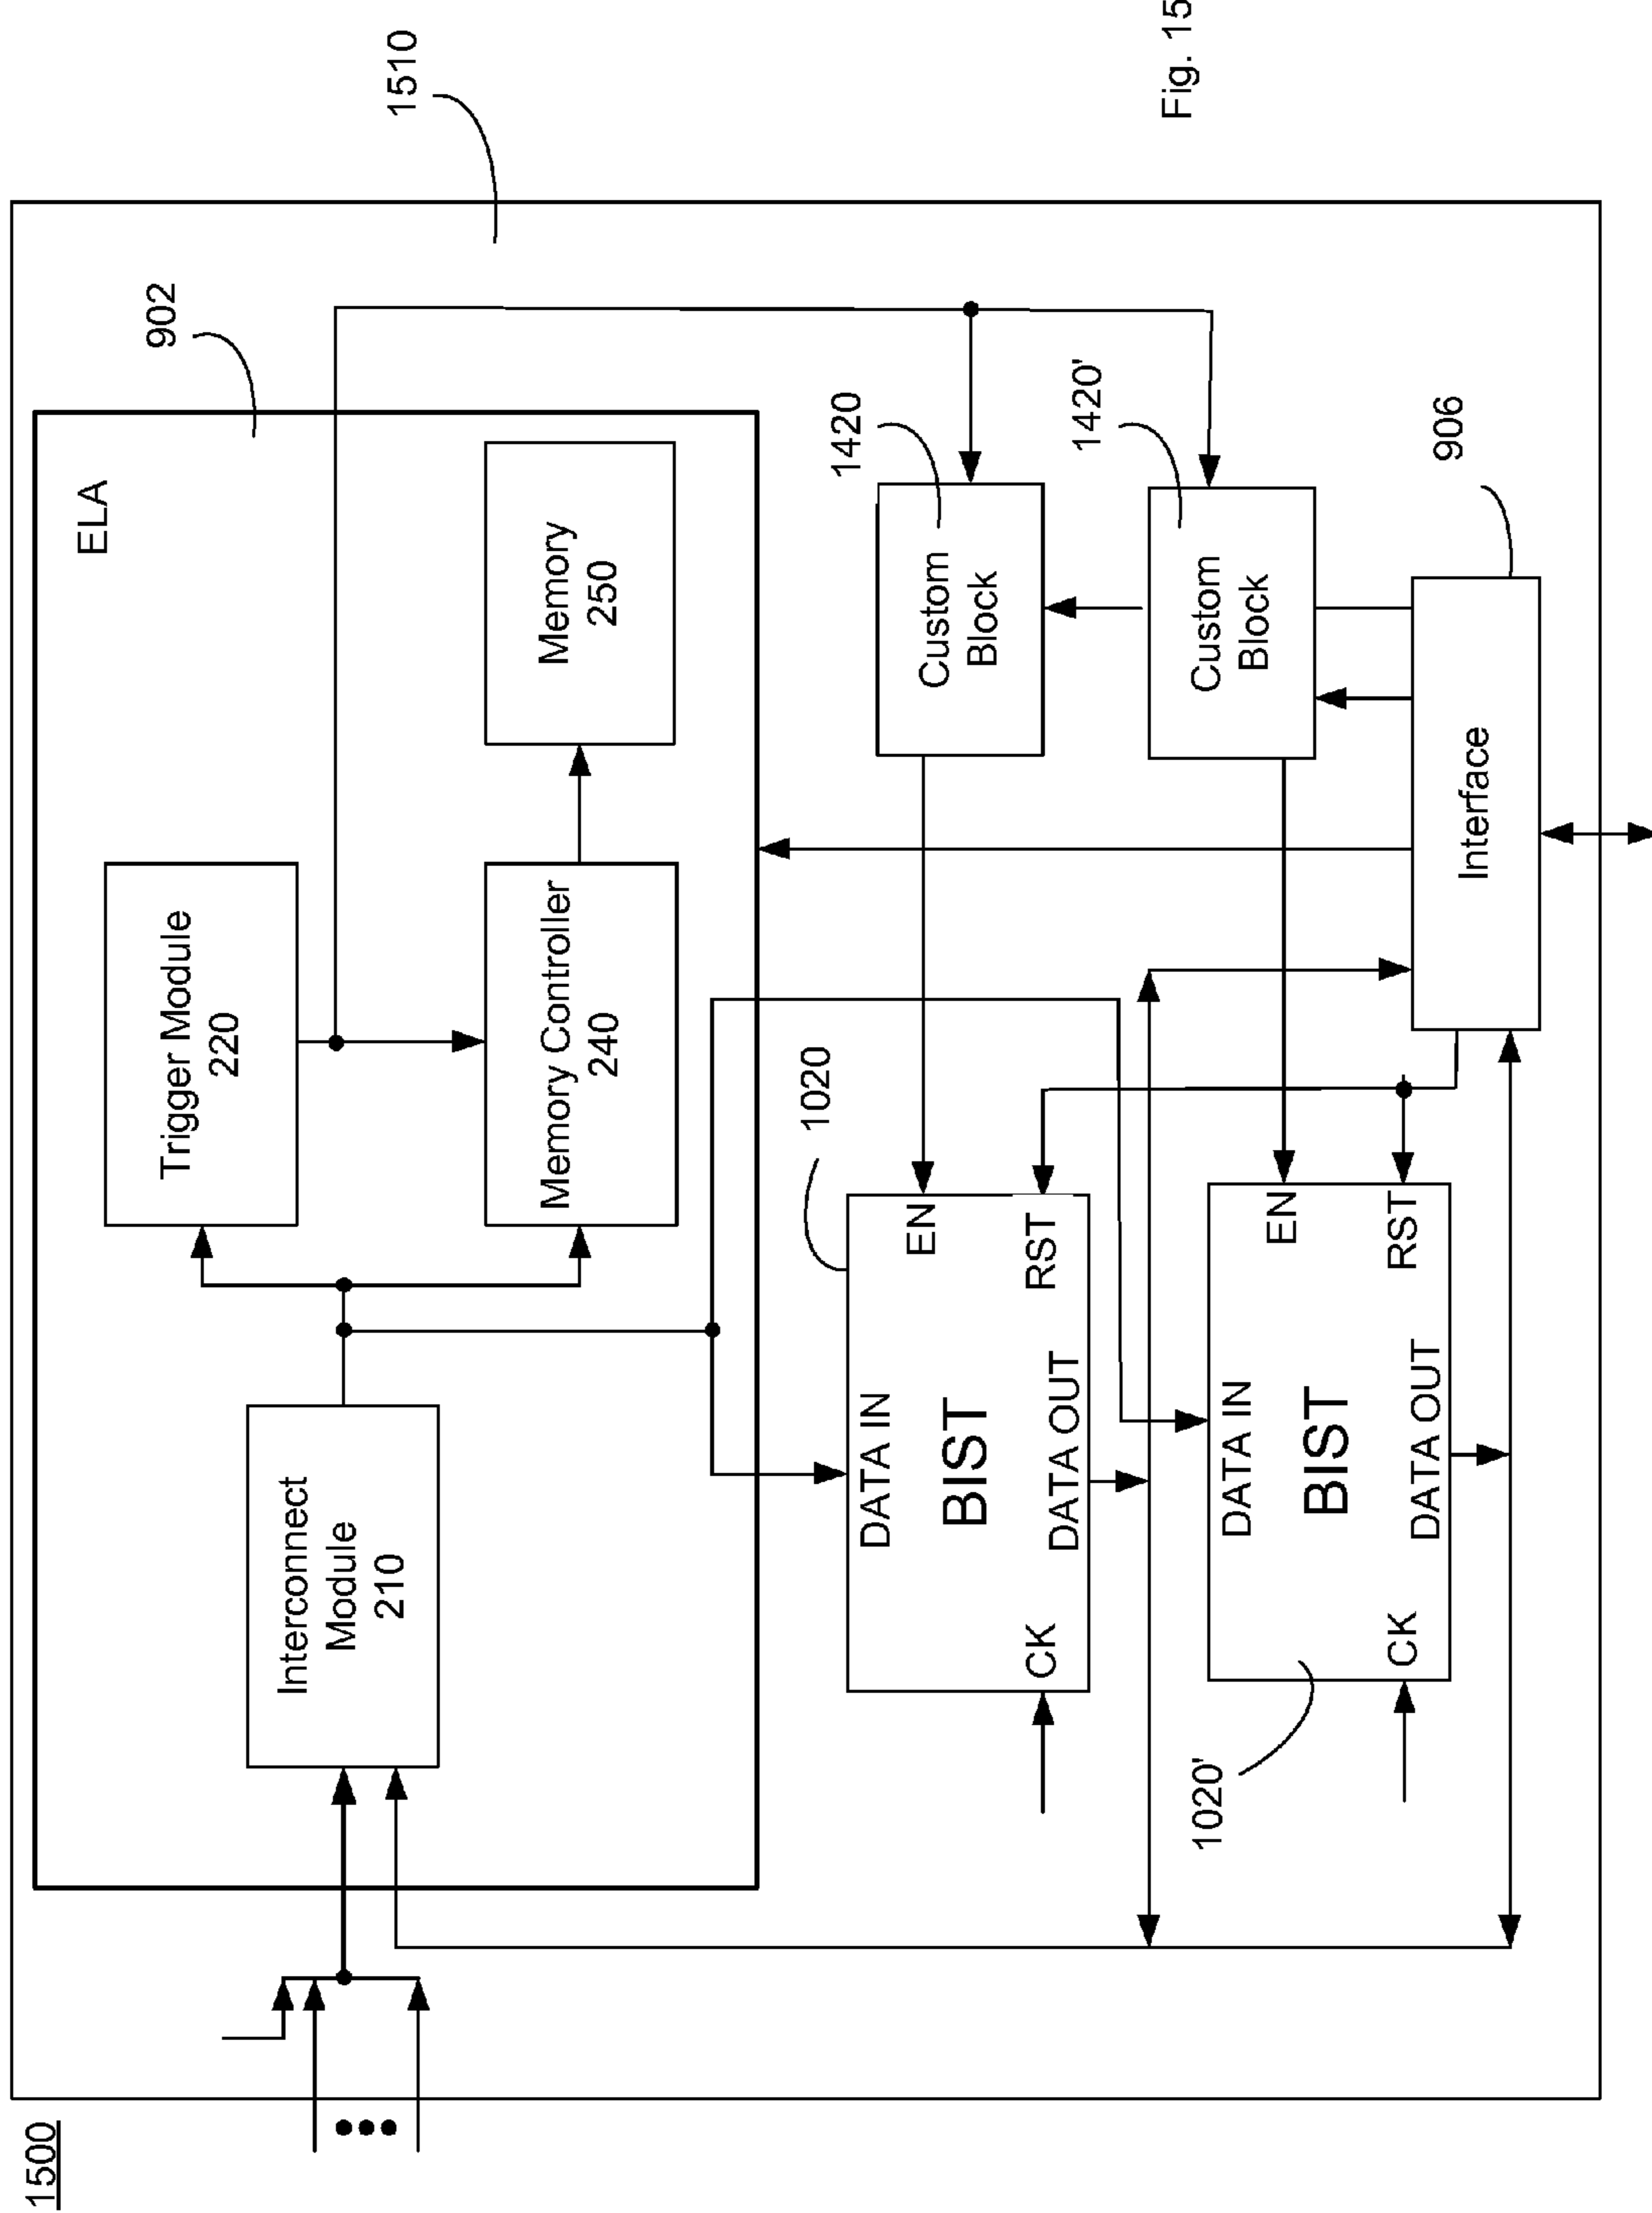 1500
1510
902
ELA
Trigger Module
220
Interconnect
Module
210
Memory Controller
240
Memory
250
1020
1420
Custom
Block
EN
RST
DATA IN
BIST
DATA OUT
CK
1420'
Custom
Block
EN
RST
DATA IN
BIST
DATA OUT
CK
1020'
906
Interface
Fig. 15